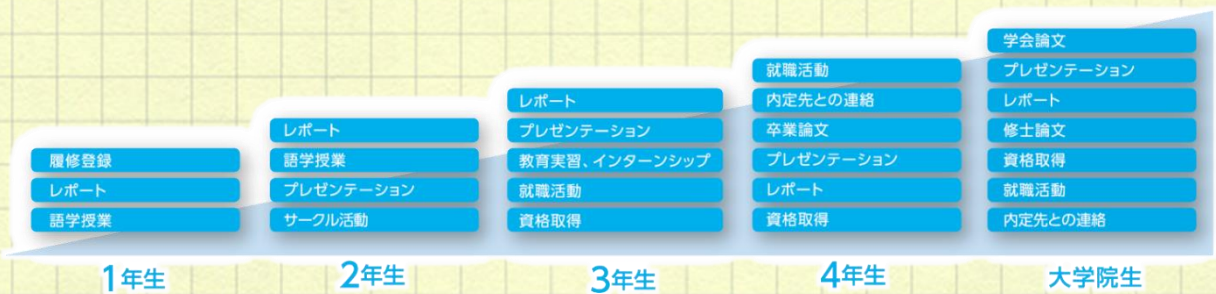 履修登録
レポート
語学授業
1年生
レポート
語学授業
プレゼンテーション
サークル活動
2年生
レポート
プレゼンテーション
教育実習、インターンシップ
就職活動
資格取得
3年生
就職活動
内定先との連絡
卒業論文
プレゼンテーション
レポート
資格取得
4年生
学会論文
プレゼンテーション
レポート
修士論文
資格取得
就職活動
内定先との連絡
大学院生